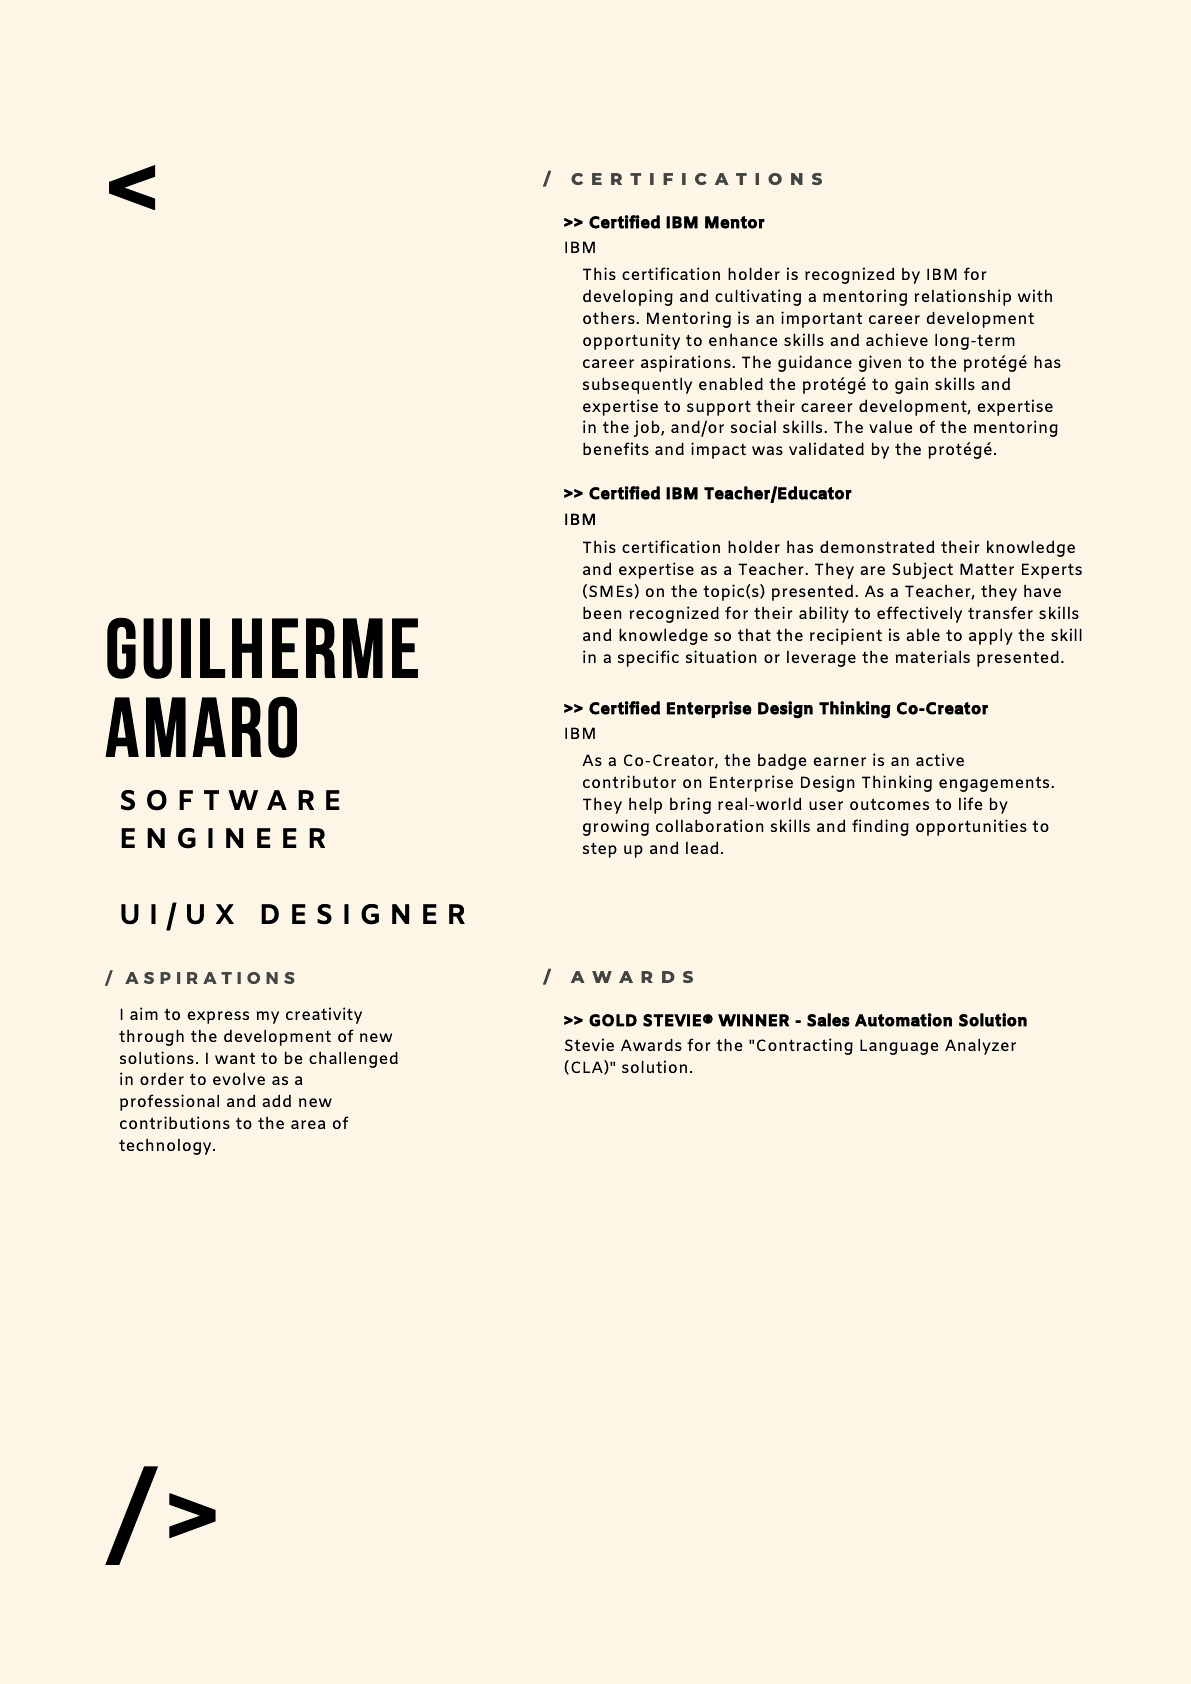 <
GUILHERME
AMARO
SOFTWARE
ENGINEER
UI/UX DESIGNER
/ ASPIRATIONS
I aim to express my creativity
through the development of new
solutions. I want to be challenged
in order to evolve as a
professional and add new
contributions to the area of
technology.
/>
/ CERTIFICATIONS
>> Certified IBM Mentor
IBM
This certification holder is recognized by IBM for
developing and cultivating a mentoring relationship with
others. Mentoring is an important career development
opportunity to enhance skills and achieve long-term
career aspirations. The guidance given to the protégé has
subsequently enabled the protégé to gain skills and
expertise to support their career development, expertise
in the job, and/or social skills. The value of the mentoring
benefits and impact was validated by the protégé.
>> Certified IBM Teacher/Educator
IBM
This certification holder has demonstrated their knowledge
and expertise as a Teacher. They are Subject Matter Experts
(SMEs) on the topic(s) presented. As a Teacher, they have
been recognized for their ability to effectively transfer skills
and knowledge so that the recipient is able to apply the skill
in a specific situation or leverage the materials presented.
>> Certified Enterprise Design Thinking Co-Creator
IBM
As a Co-Creator, the badge earner is an active
contributor on Enterprise Design Thinking engagements.
They help bring real-world user outcomes to life by
growing collaboration skills and finding opportunities to
step up and lead.
/ AWARDS
>> GOLD STEVIE® WINNER - Sales Automation Solution
Stevie Awards for the "Contracting Language Analyzer
(CLA)" solution.